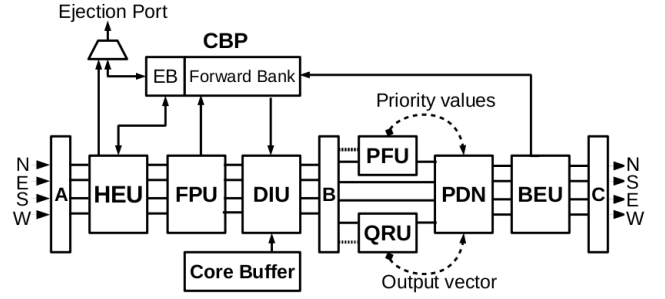 Ejection Port
CBP
EB
Forward Bank
Priority values
N
E
S
W
A
HEU
FPU
DIU
B
PFU
QRU
PDN
BEU
C
N
S
E
W
Core Buffer
Output vector